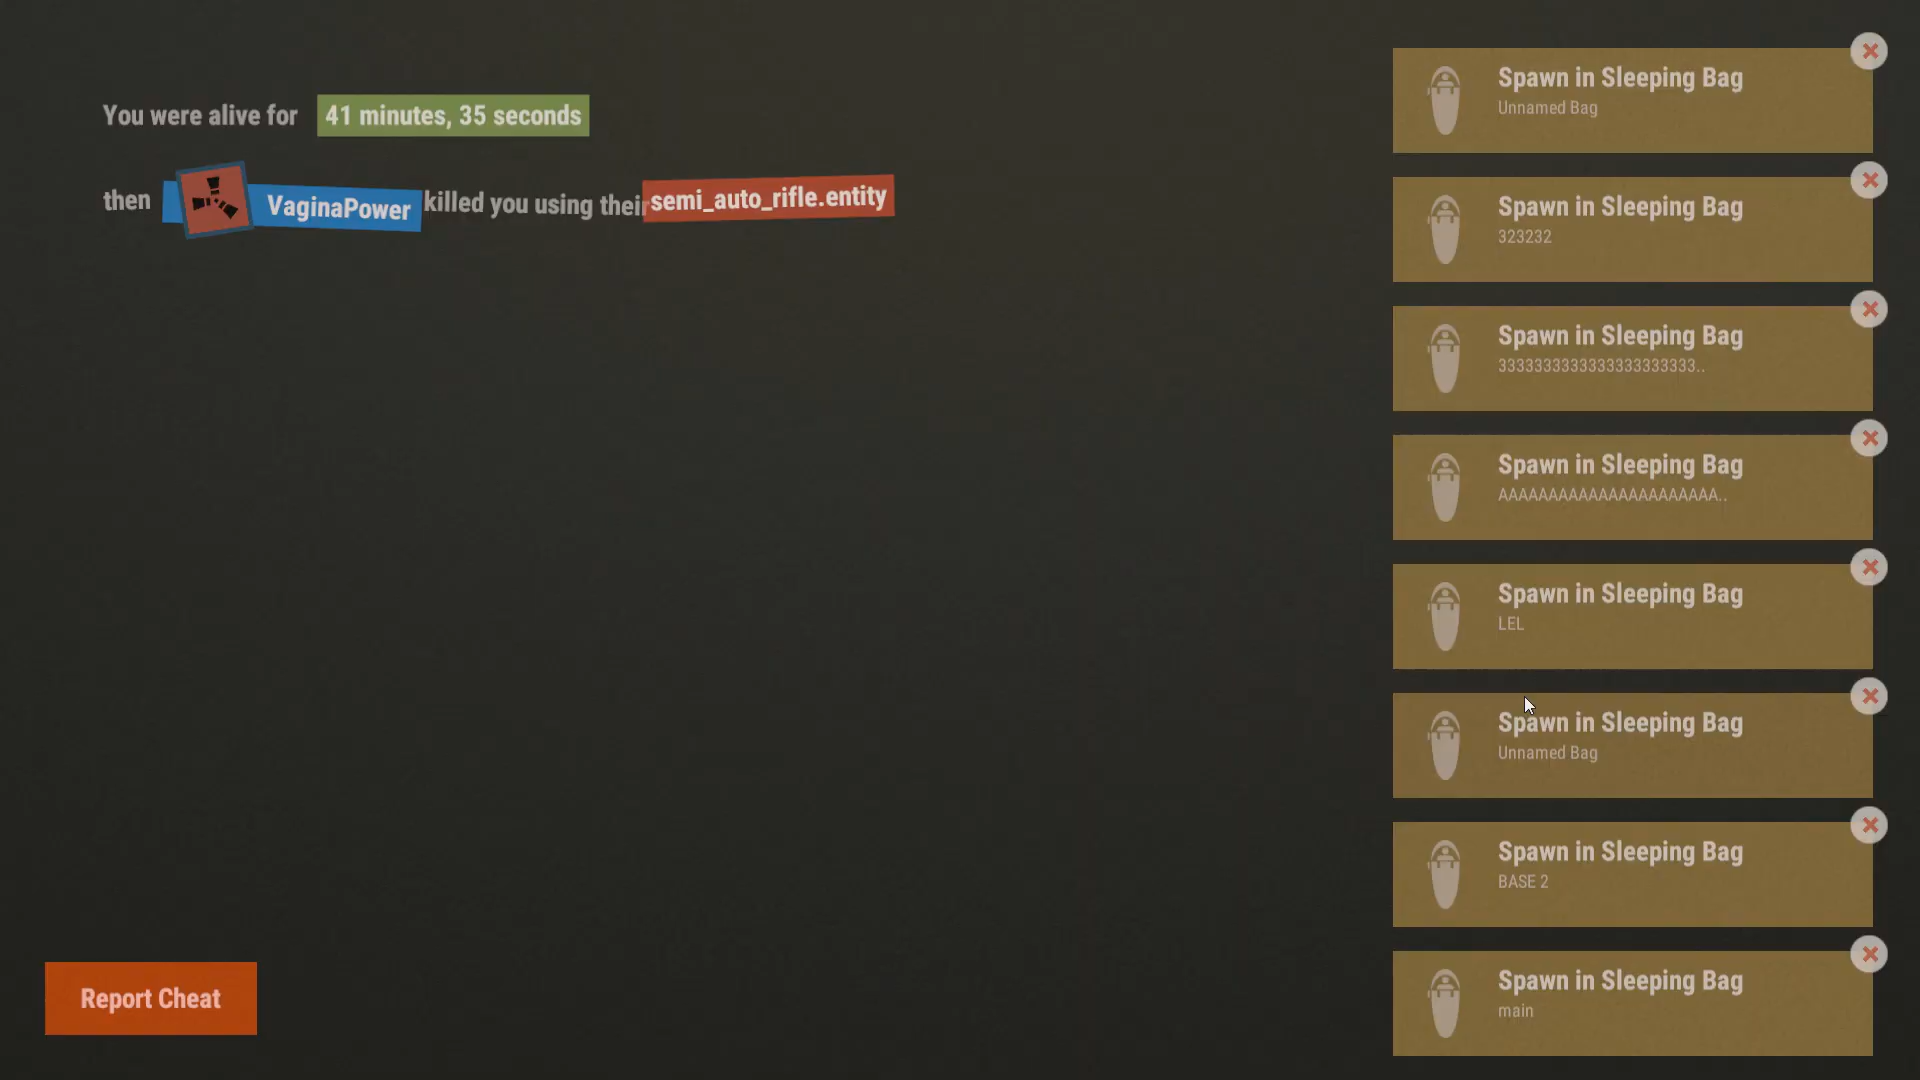 You were alive for 41 minutes, 35 seconds
then VaginaPower killed you using their semi_auto_rifle.entity
Spawn in Sleeping Bag
Unnamed Bag
Spawn in Sleeping Bag
323232
Spawn in Sleeping Bag
3333333333333333333333..
Spawn in Sleeping Bag
AAAAAAAAAAAAAAAAAAAAAA..
Spawn in Sleeping Bag
LEL
Spawn in Sleeping Bag
Unnamed Bag
Spawn in Sleeping Bag
BASE 2
Spawn in Sleeping Bag
main
Report Cheat